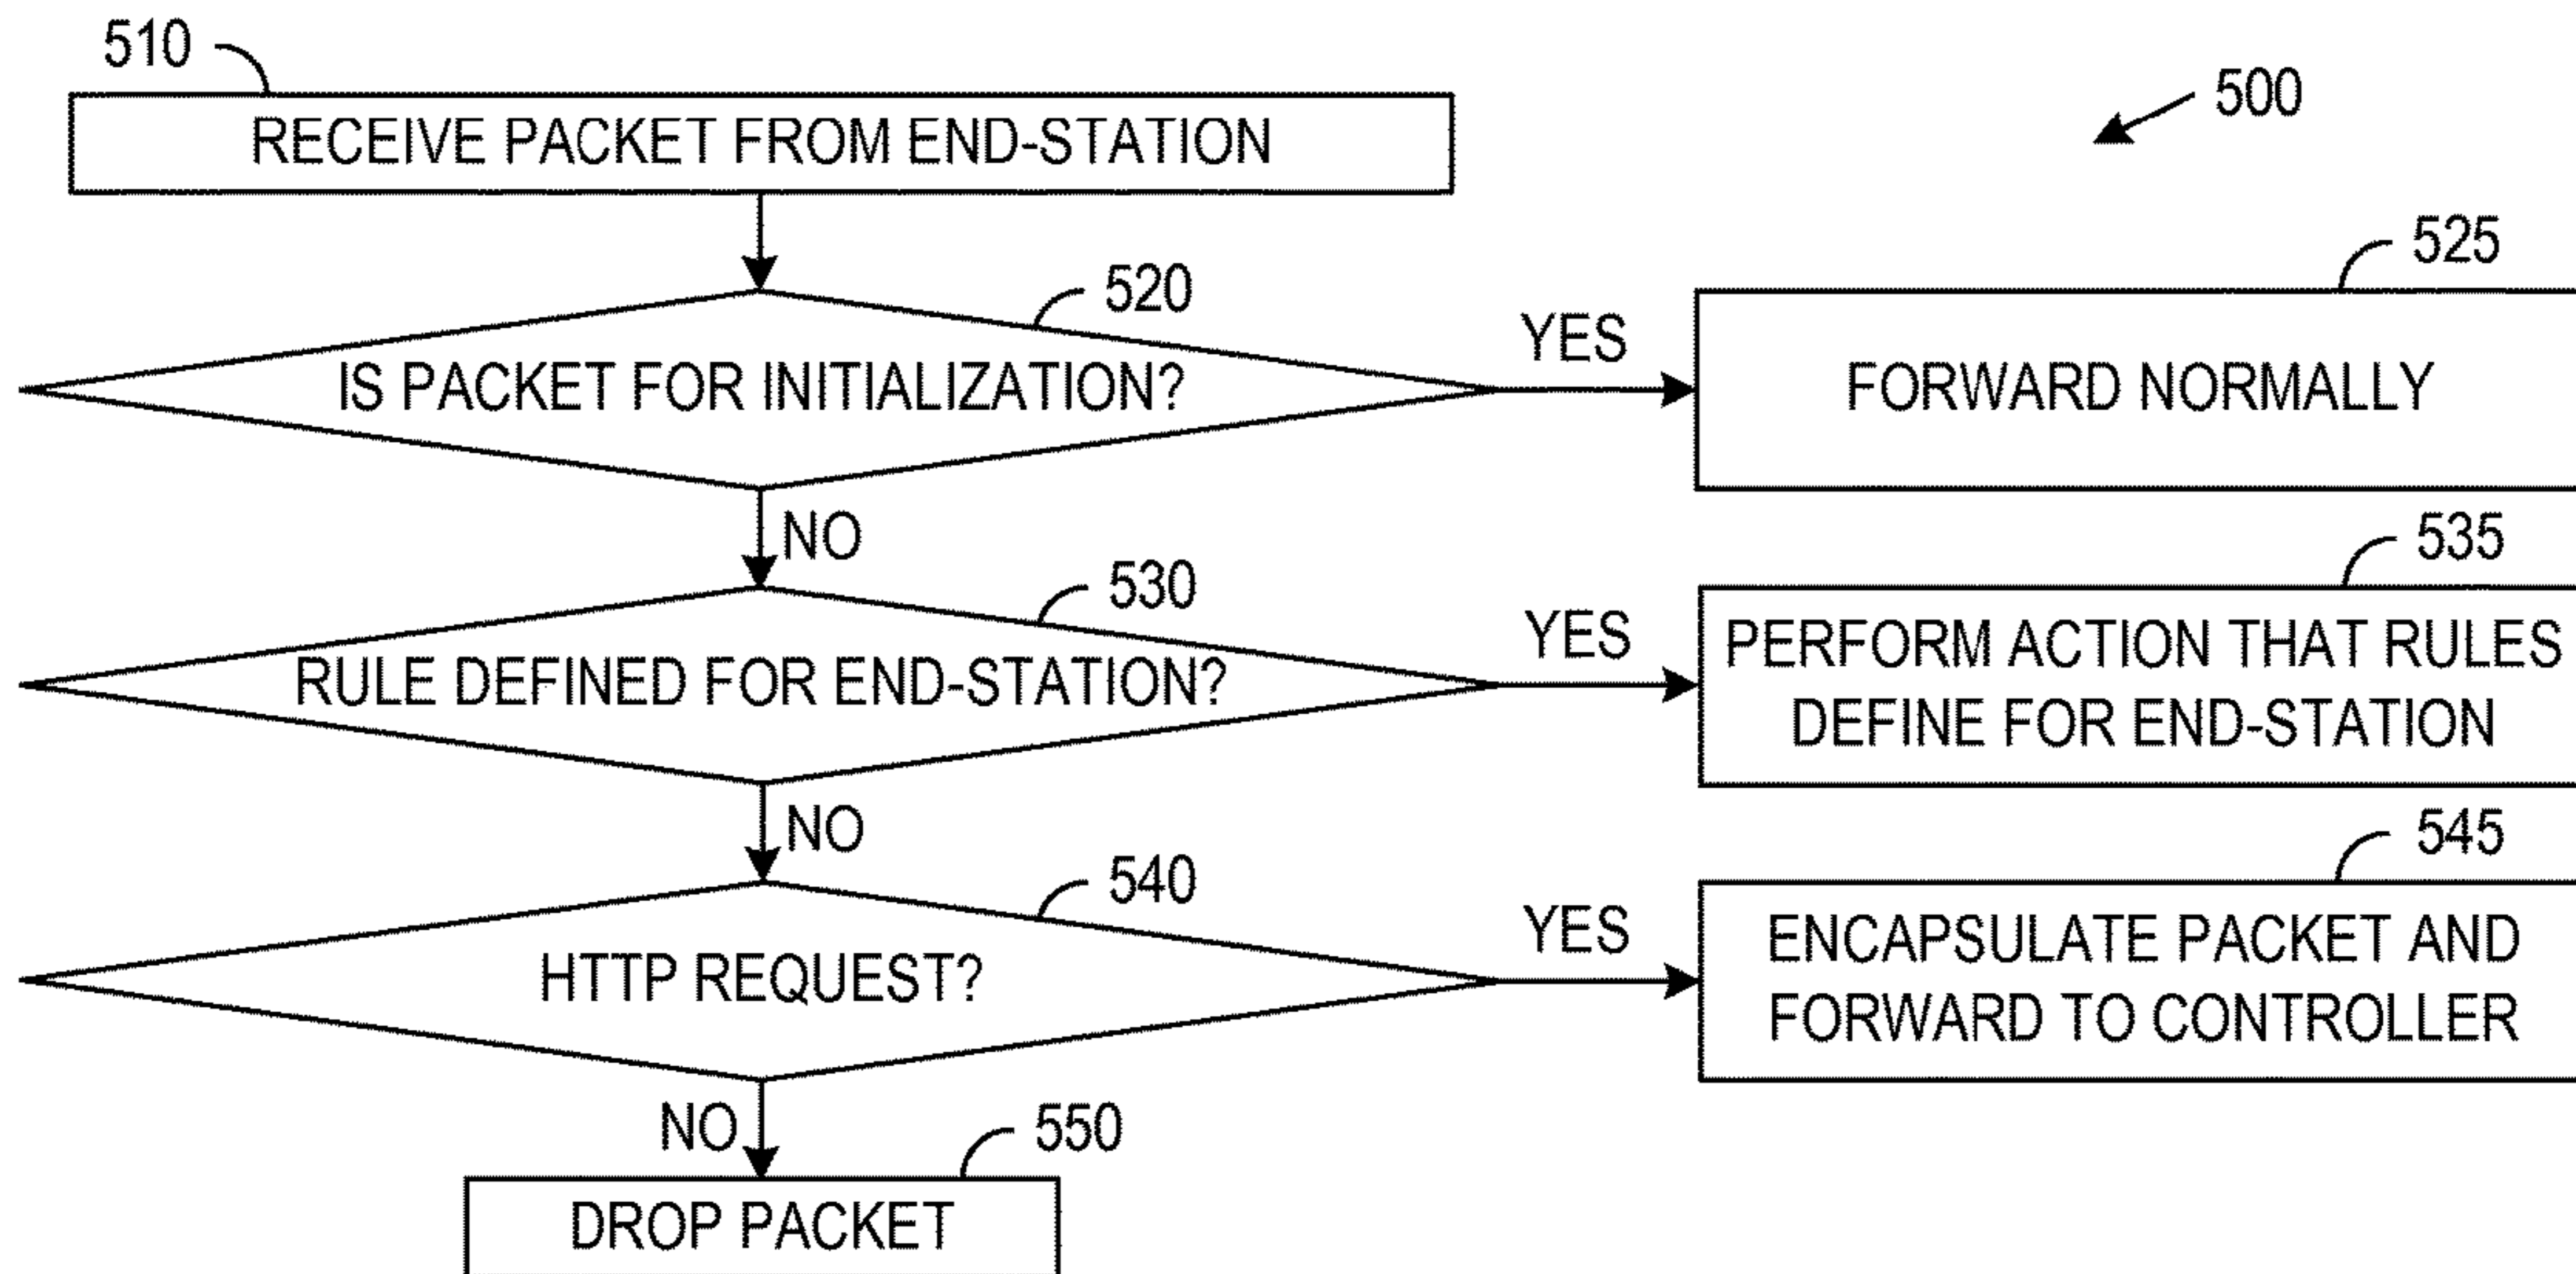 510
RECEIVE PACKET FROM END-STATION
500
520
IS PACKET FOR INITIALIZATION?
YES
525
FORWARD NORMALLY
NO
530
RULE DEFINED FOR END-STATION?
YES
535
PERFORM ACTION THAT RULES
DEFINE FOR END-STATION
NO
540
HTTP REQUEST?
YES
545
ENCAPSULATE PACKET AND
FORWARD TO CONTROLLER
NO
550
DROP PACKET